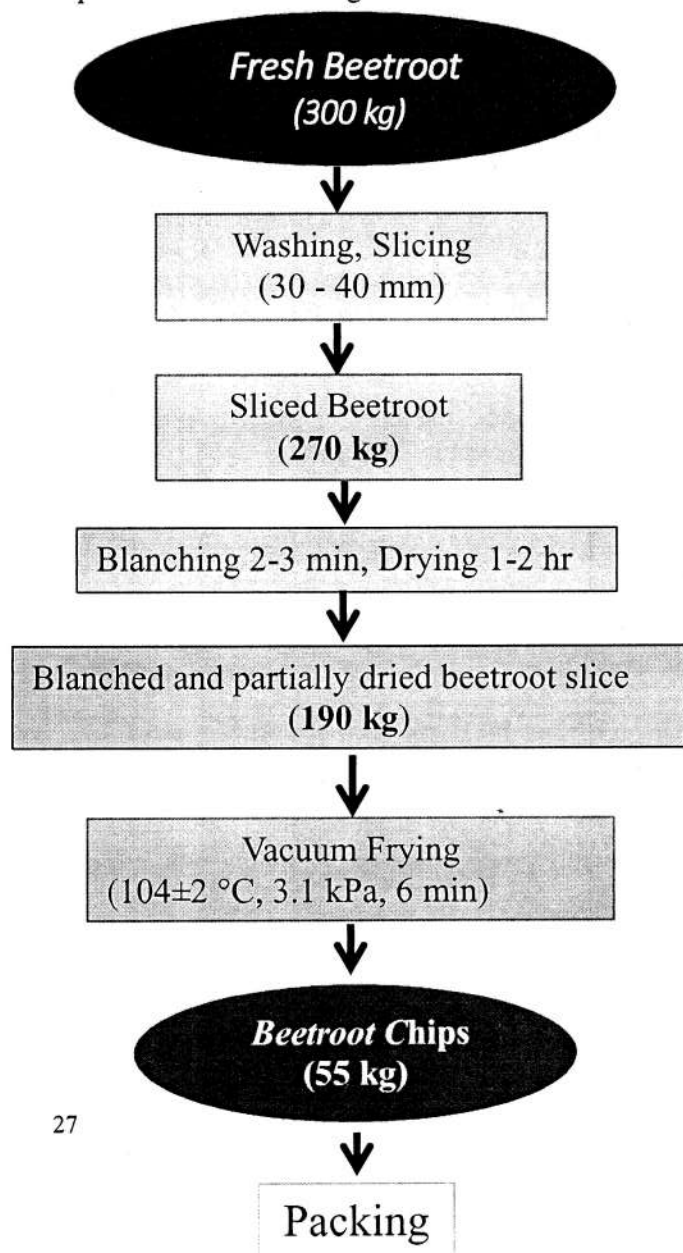 Fresh Beetroot
(300 kg)
Washing, Slicing
(30 - 40 mm)
Sliced Beetroot
(270 kg)
Blanching 2-3 min, Drying 1-2 hr
Blanched and partially dried beetroot slice
(190 kg)
Vacuum Frying
(104±2 °C, 3.1 kPa, 6 min)
Beetroot Chips
(55 kg)
27
Packing